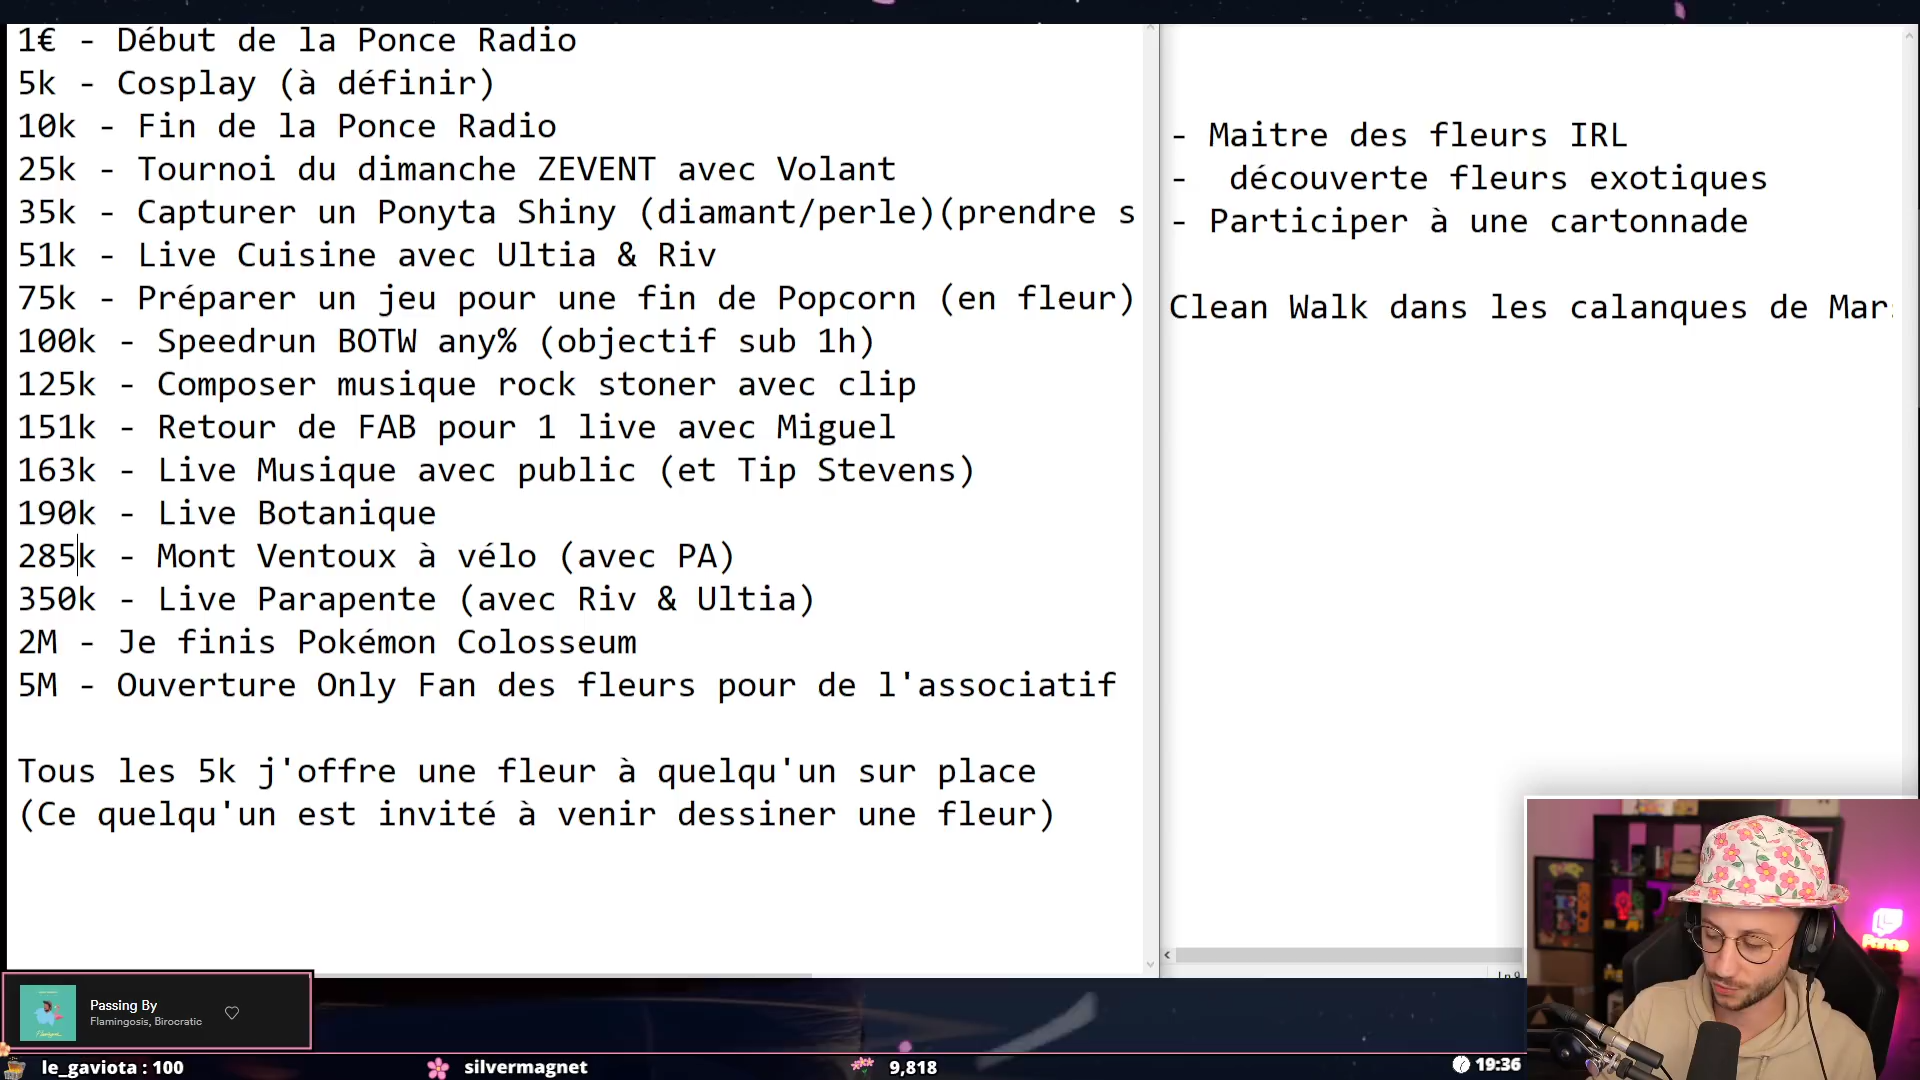 1€ - Début de la Ponce Radio
5k - Cosplay (à définir)
10k - Fin de la Ponce Radio
25k - Tournoi du dimanche ZEVENT avec Volant
35k - Capturer un Ponyta Shiny (diamant/perle)(prendre s
51k - Live Cuisine avec Ultia & Riv
75k - Préparer un jeu pour une fin de Popcorn (en fleur)
100k - Speedrun BOTW any% (objectif sub 1h)
125k - Composer musique rock stoner avec clip
151k - Retour de FAB pour 1 live avec Miguel
163k - Live Musique avec public (et Tip Stevens)
190k - Live Botanique
285k - Mont Ventoux à vélo (avec PA)
350k - Live Parapente (avec Riv & Ultia)
2M - Je finis Pokémon Colosseum
5M - Ouverture Only Fan des fleurs pour de l'associatif
Tous les 5k j'offre une fleur à quelqu'un sur place
(Ce quelqu'un est invité à venir dessiner une fleur)
- Maitre des fleurs IRL
- découverte fleurs exotiques
- Participer à une cartonnade
Clean Walk dans les calanques de Mar
Passing By
Flamingosis, Birocratic
le_gaviota : 100
silvermagnet
9,818
19:36